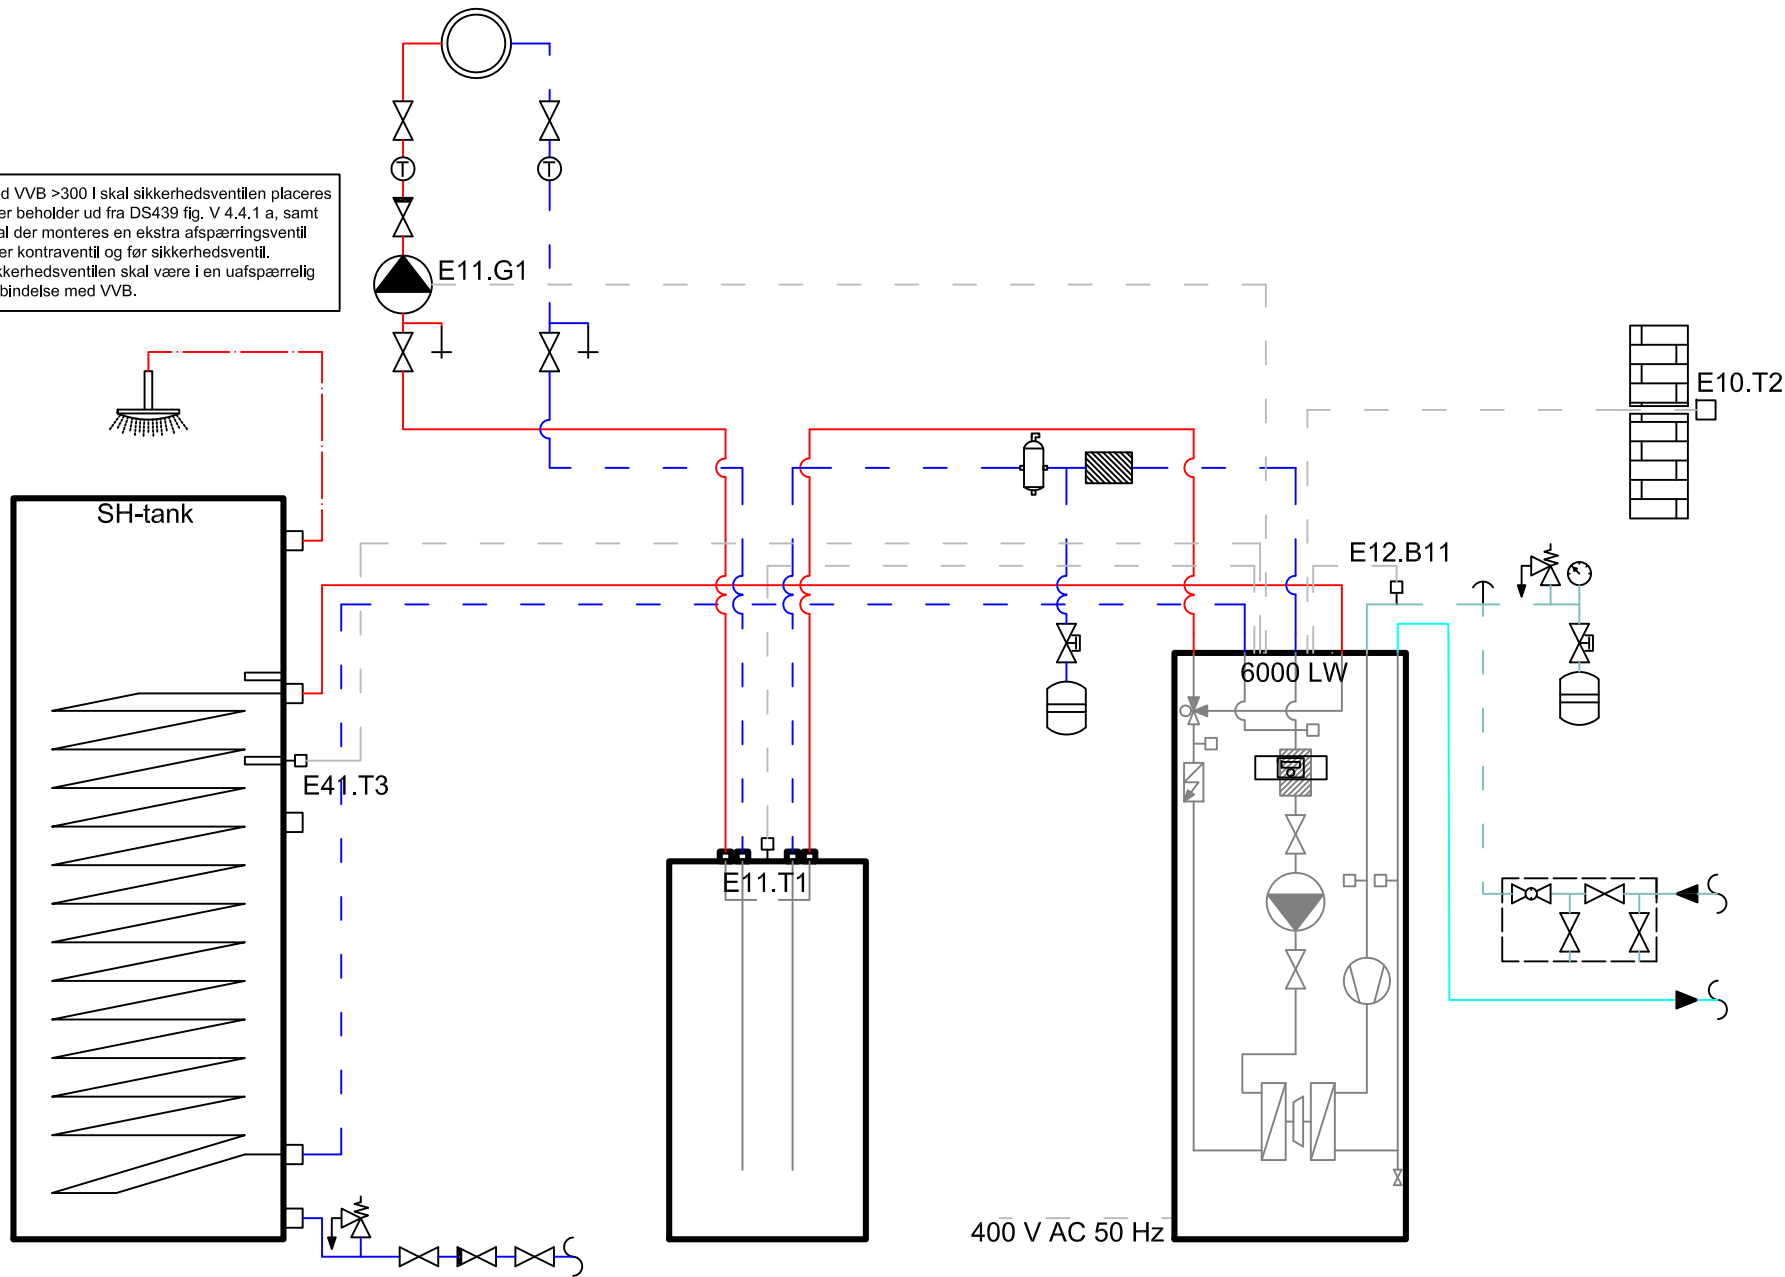 d VVB >300 l skal sikkerhedsventilen placeres
er beholder ud fra DS439 fig. V 4.4.1 a, samt
al der monteres en ekstra afspærringsventil
er kontraventil og før sikkerhedsventil.
kkerhedsventilen skal være i en uafspærrelig
bindelse med VVB.
T
T
E11.G1
E10.T2
SH-tank
E12.B11
6000 LW
E41.T3
E11.T1
400 V AC 50 Hz